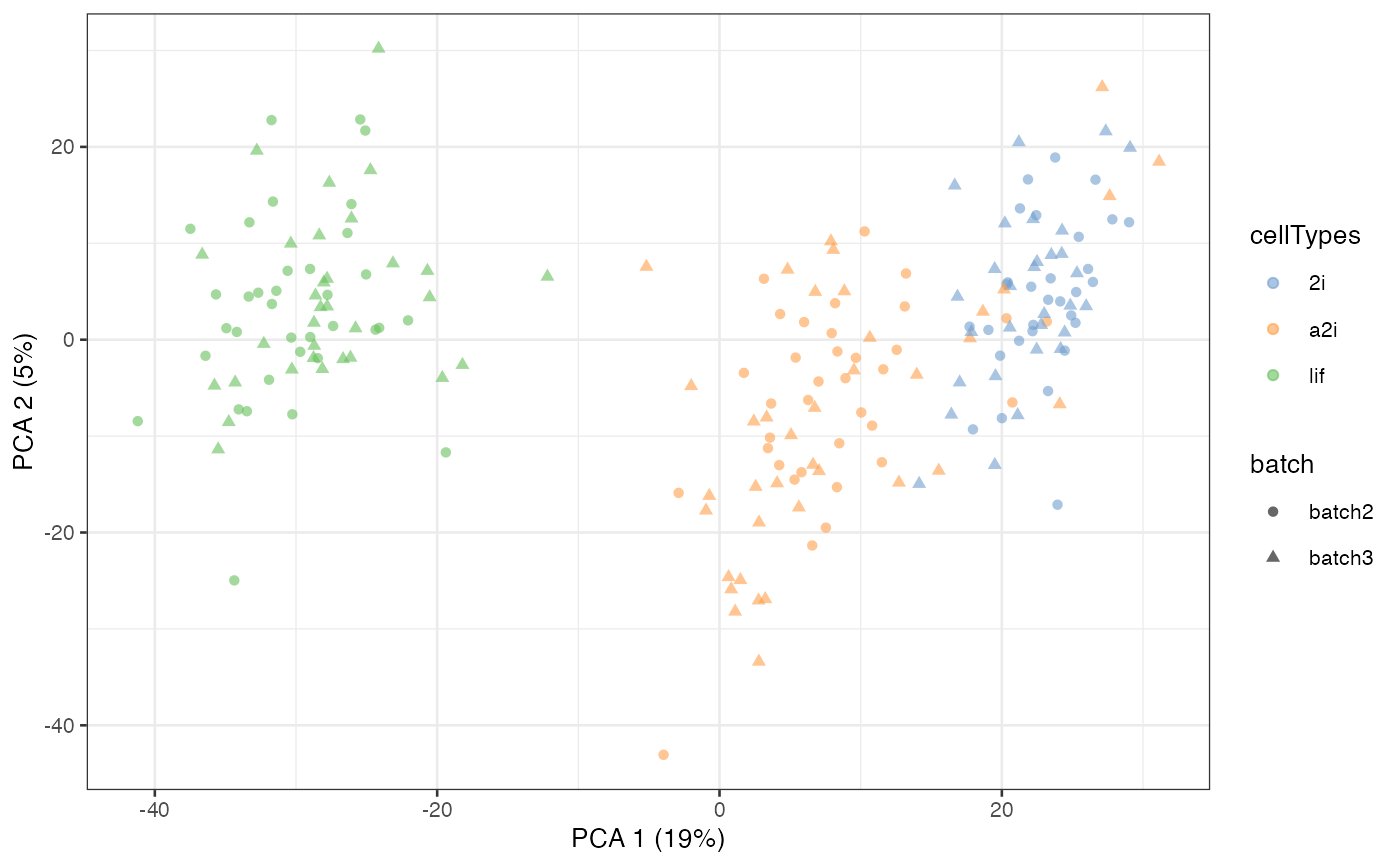 20
0
-20
-40
PCA 2 (5%)
-40
-20
0
20
PCA 1 (19%)
cellTypes
2i
a2i
lif
batch
batch2
batch3